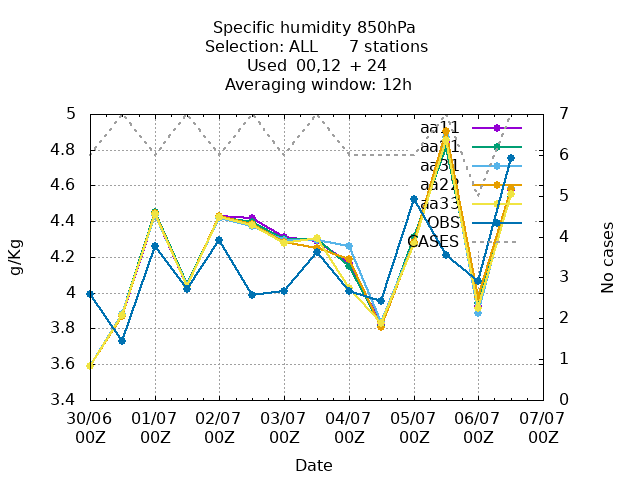 Specific humidity 850hPa
Selection: ALL 7 stations
Used 00,12 + 24
Averaging window: 12h
5
4.8
4.6
4.4
4.2
4
3.8
3.6
3.4
g/Kg
7
6
5
4
3
2
1
0
No cases
aa11
aa31
aa22
aa33
OBS
CASES
30/06 01/07 02/07 03/07 04/07 05/07 06/07 07/07
00Z 00Z 00Z 00Z 00Z 00Z 00Z 00Z
Date